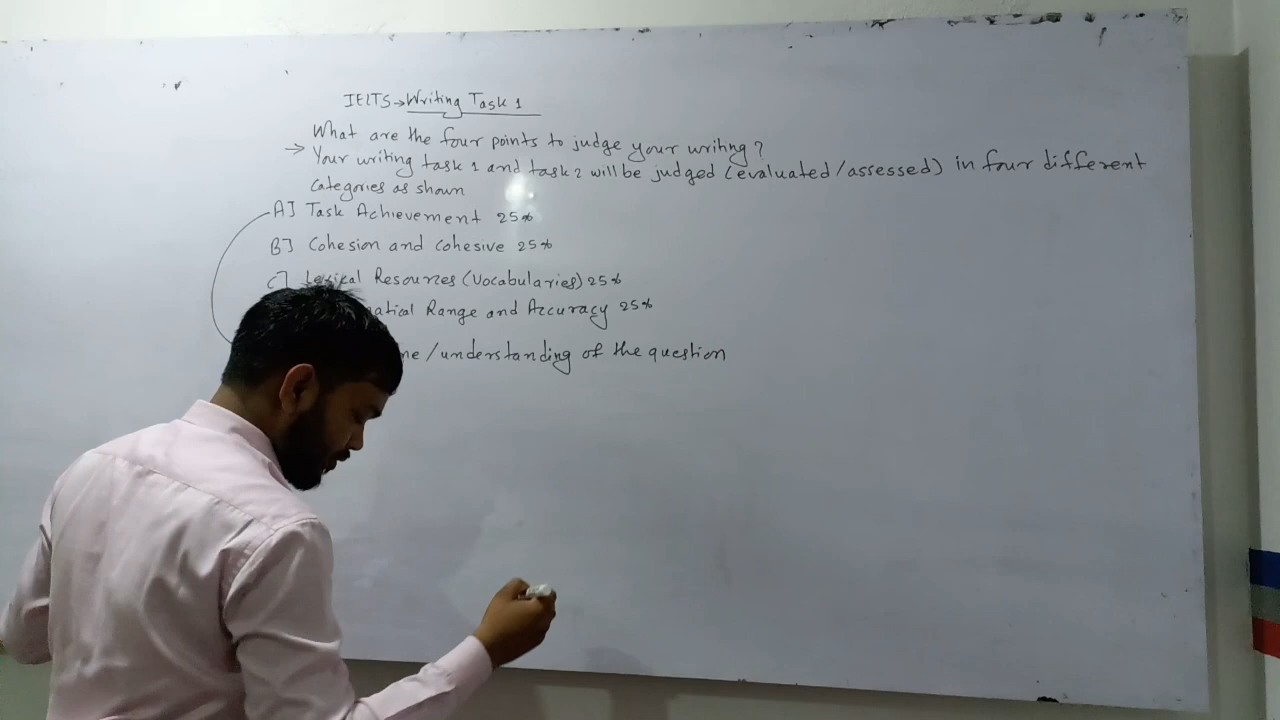 IELTS→Writing Task 1
What are the four points to judge your writing?
→ Your writing task 1 and task 2 will be judged (evaluated/assessed) in four different
categories as shown
A] Task Achievement 25%
B] Cohesion and cohesive 25%
C] Lexical Resources (Vocabularies) 25%
Range and Accuracy 25%
/understanding of the question